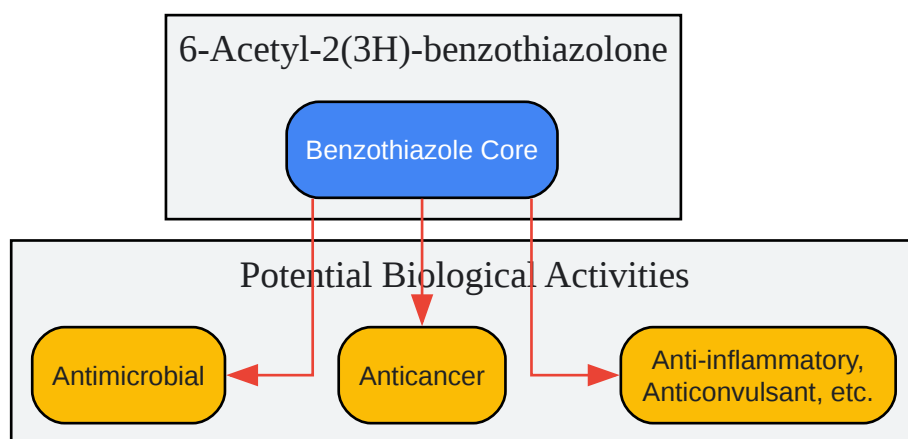 6-Acetyl-2(3H)-benzothiazolone
Benzothiazole Core
Potential Biological Activities
Antimicrobial
Anticancer
Anti-inflammatory,
Anticonvulsant, etc.